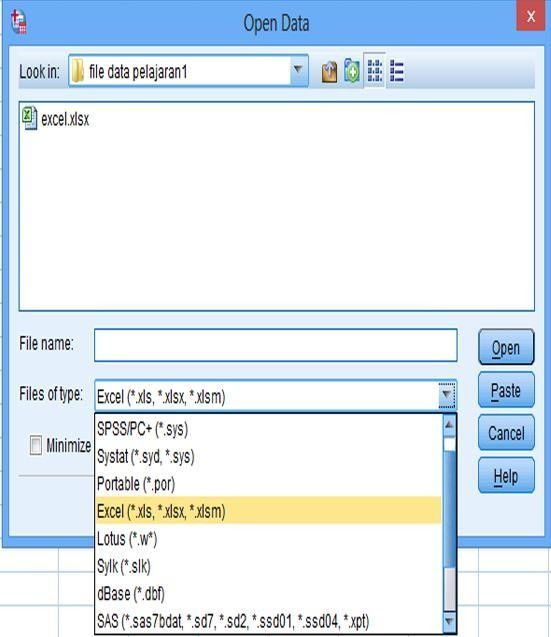 Open Data
x
Look in: file data pelajaran1
excel.xlsx
File name:
Open
Files of type: Excel (*.xls, *.xlsx, *.xlsm)
Paste
SPSS/PC+ (*.sys)
Cancel
Minimize
Systat (*.syd, *.sys)
Portable (*.por)
Help
Excel (*.xls, *.xlsx, *.xlsm)
Lotus (*.w*)
Sylk (*.slk)
dBase (*.dbf)
SAS (*.sas7bdat, *.sd7, *.sd2, *.ssd01, *.ssd04, *.xpt)